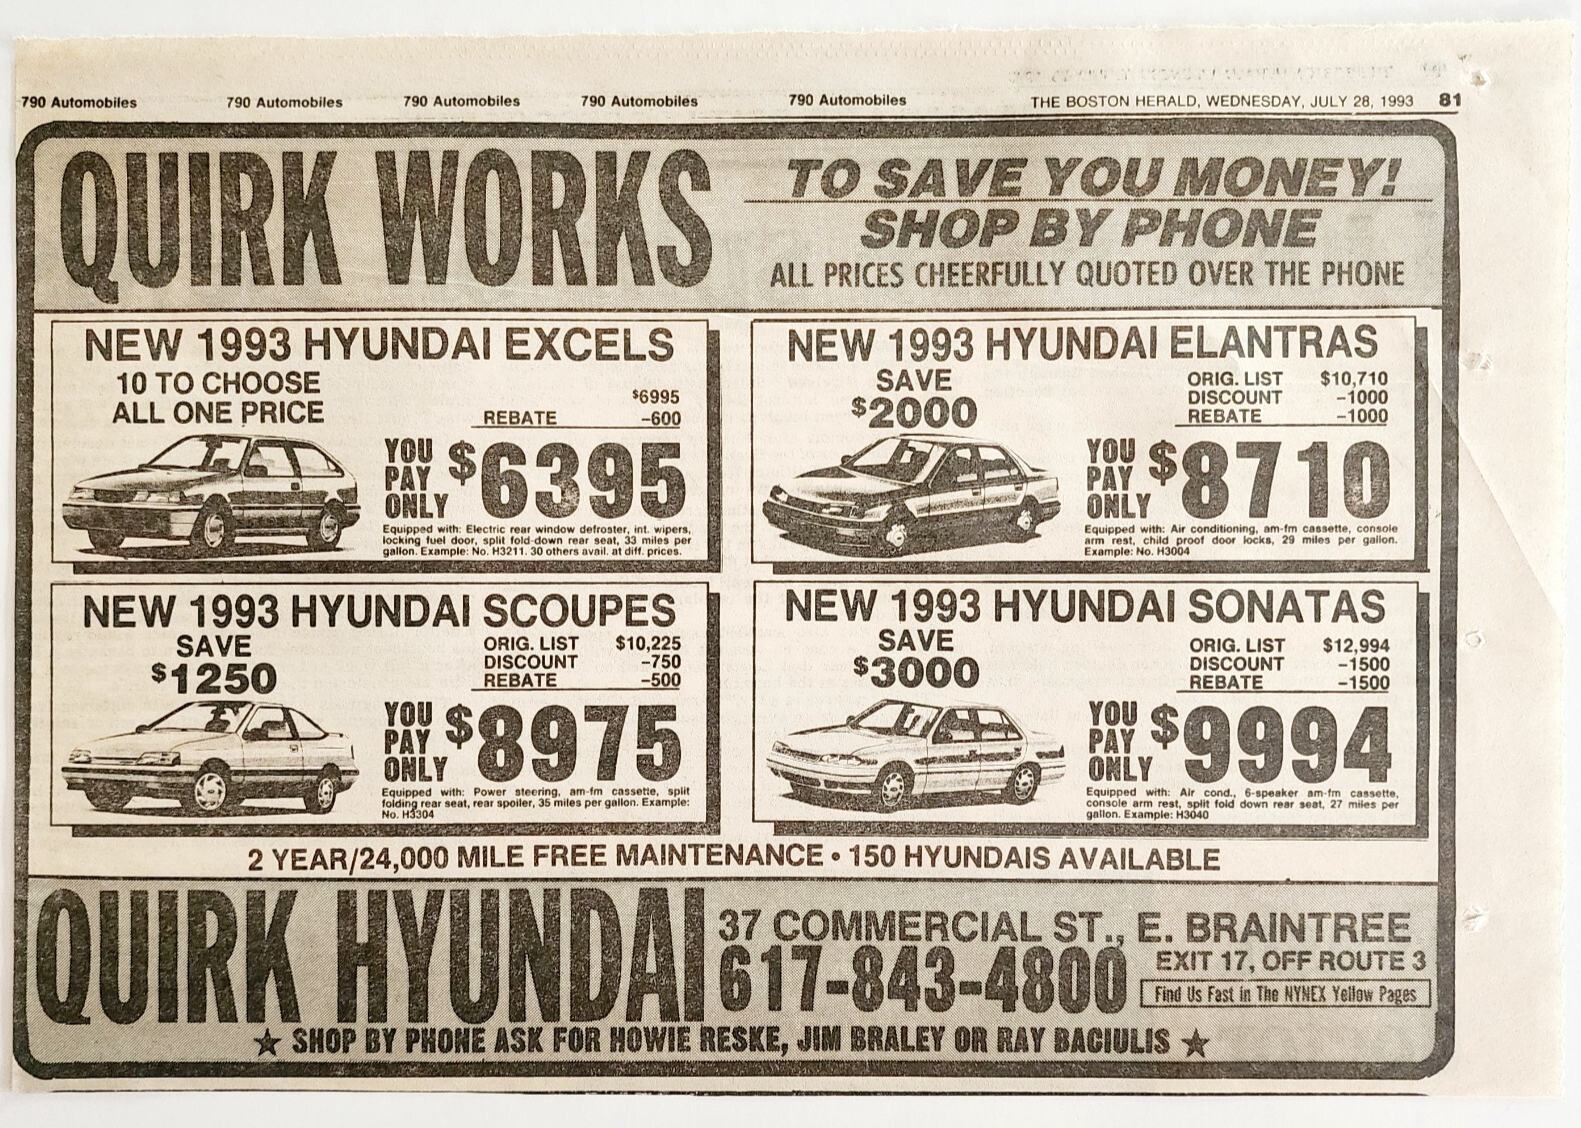 790 Automobiles 790 Automobiles 790 Automobiles 790 Automobiles 790 Automobiles THE BOSTON HERALD, WEDNESDAY, JULY 28, 1993 81
QUIRK WORKS
TO SAVE YOU MONEY!
SHOP BY PHONE
ALL PRICES CHEERFULLY QUOTED OVER THE PHONE
NEW 1993 HYUNDAI EXCELS
10 TO CHOOSE
ALL ONE PRICE
$6995
REBATE -600
YOU
PAY
ONLY
$6395
Equipped with: Electric rear window defroster, int. wipers,
locking fuel door, split fold-down rear seat, 33 miles per
gallon. Example: No. H3211. 30 others avail. at diff. prices.
NEW 1993 HYUNDAI ELANTRAS
SAVE
$2000
ORIG. LIST $10,710
DISCOUNT -1000
REBATE -1000
YOU
PAY
ONLY
$8710
Equipped with: Air conditioning, am-fm cassette, console
arm rest, child proof door locks, 29 miles per gallon.
Example: No. H3004
NEW 1993 HYUNDAI SCOUPES
SAVE
$1250
ORIG. LIST $10,225
DISCOUNT -750
REBATE -500
YOU
PAY
ONLY
$8975
Equipped with: Power steering, am-fm cassette, split
folding rear seat, rear spoiler, 35 miles per gallon. Example:
No. H3304
NEW 1993 HYUNDAI SONATAS
SAVE
$3000
ORIG. LIST $12,994
DISCOUNT -1500
REBATE -1500
YOU
PAY
ONLY
$9994
Equipped with: Air cond., 6-speaker am-fm cassette,
console arm rest, split fold down rear seat, 27 miles per
gallon. Example: H3040
2 YEAR/24,000 MILE FREE MAINTENANCE • 150 HYUNDAIS AVAILABLE
QUIRK HYUNDAI
37 COMMERCIAL ST., E. BRAINTREE
617-843-4800
EXIT 17, OFF ROUTE 3
Find Us Fast in The NYNEX Yellow Pages
★ SHOP BY PHONE ASK FOR HOWIE RESKE, JIM BRALEY OR RAY BACIULIS ★